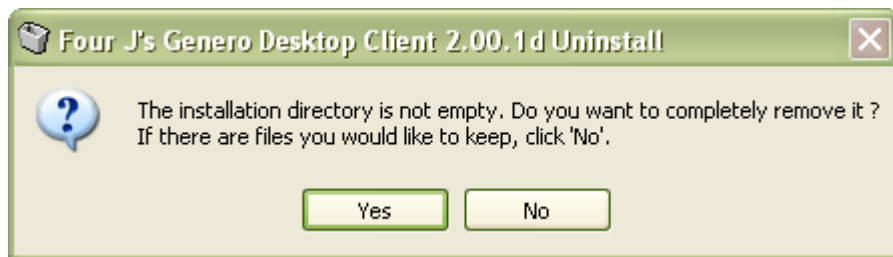 Four J's Genero Desktop Client 2.00.1d Uninstall
The installation directory is not empty. Do you want to completely remove it ?
If there are files you would like to keep, click 'No'.
Yes No